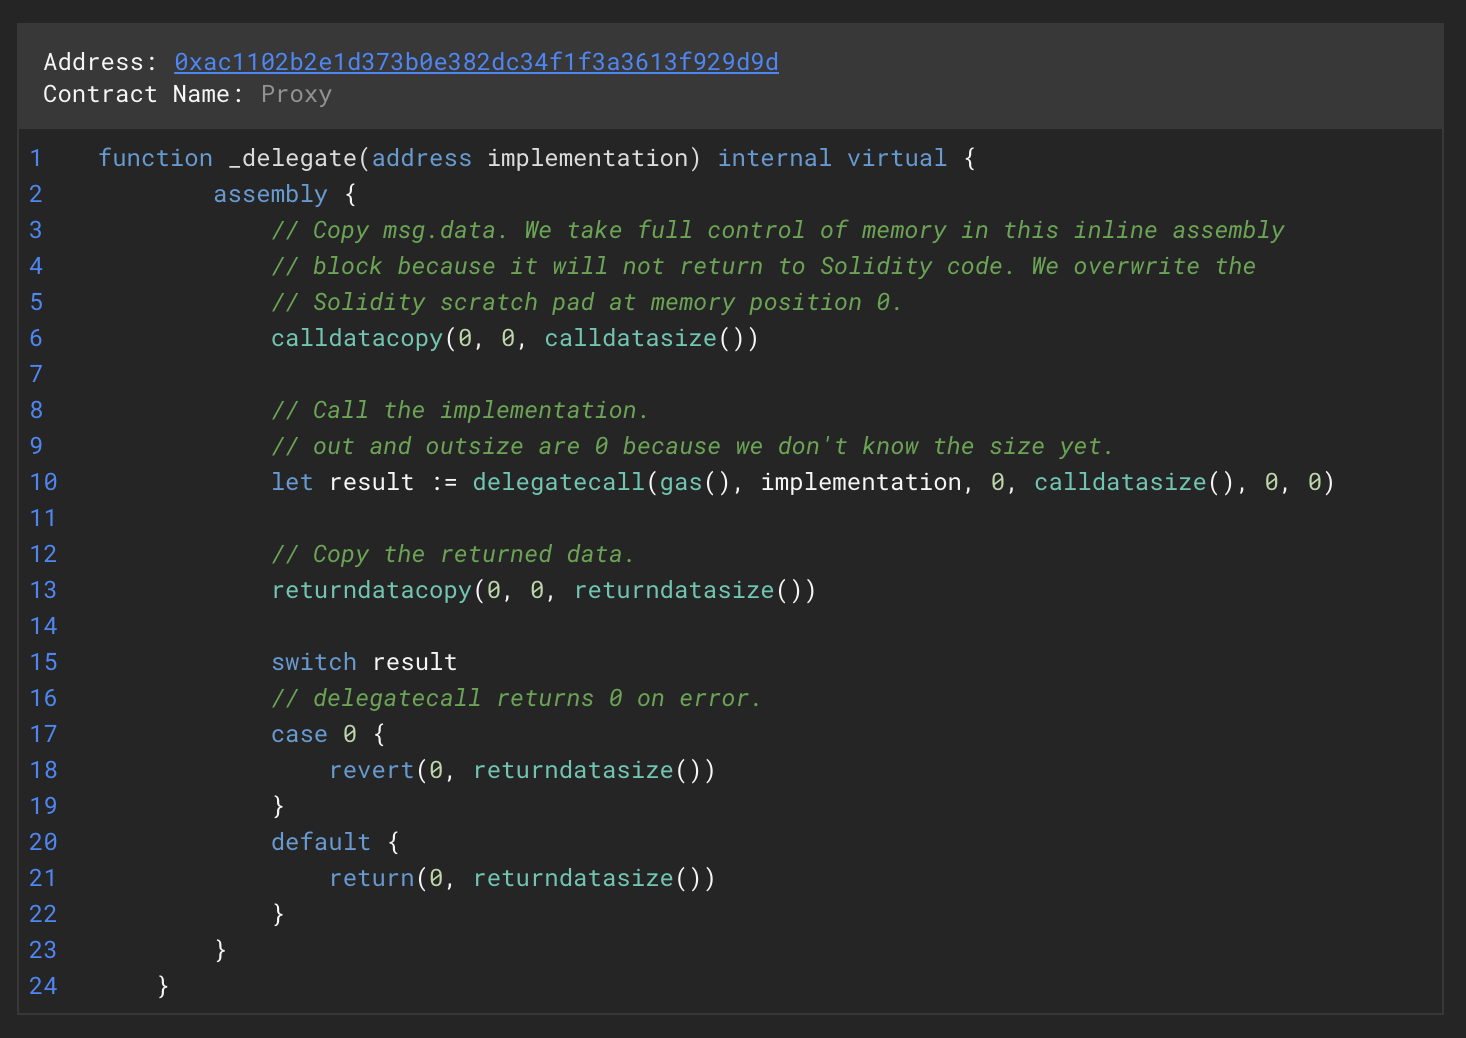 Address: 0xac1102b2e1d373b0e382dc34f1f3a3613f929d9d
Contract Name: Proxy
1 function _delegate(address implementation) internal virtual {
2 assembly {
3 // Copy msg.data. We take full control of memory in this inline assembly
4 // block because it will not return to Solidity code. We overwrite the
5 // Solidity scratch pad at memory position 0.
6 calldatacopy(0, 0, calldatasize())
7
8 // Call the implementation.
9 // out and outsize are 0 because we don't know the size yet.
10 let result := delegatecall(gas(), implementation, 0, calldatasize(), 0, 0)
11
12 // Copy the returned data.
13 returndatacopy(0, 0, returndatasize())
14
15 switch result
16 // delegatecall returns 0 on error.
17 case 0 {
18 revert(0, returndatasize())
19 }
20 default {
21 return(0, returndatasize())
22 }
23 }
24 }